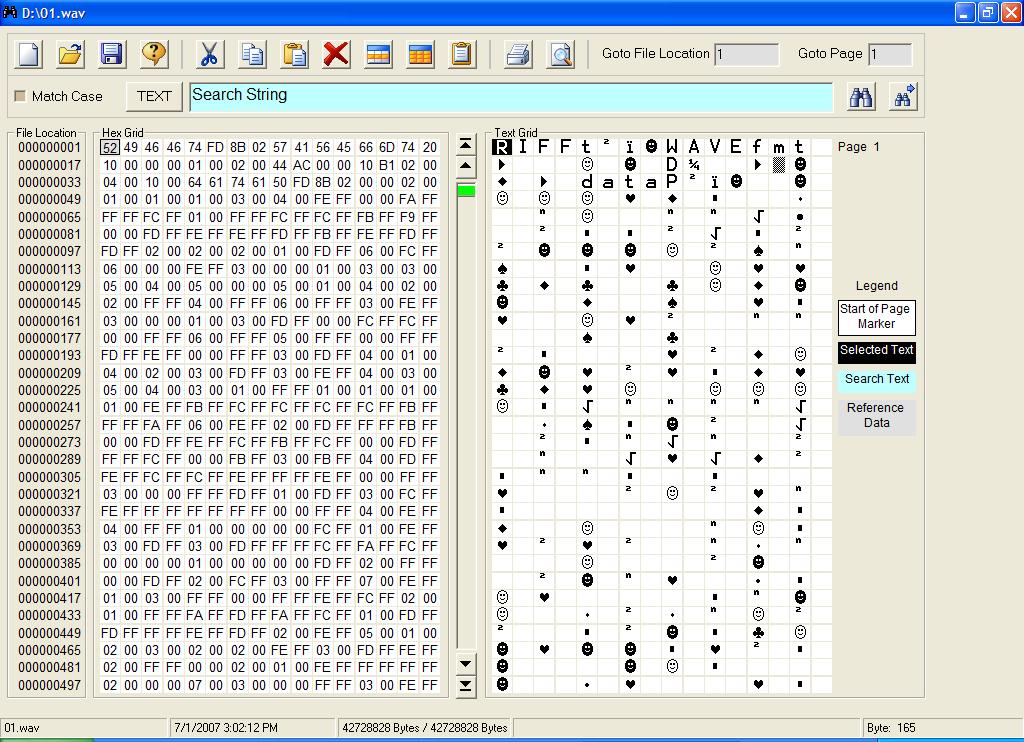 D:\01.wav
Goto File Location 1 Goto Page 1
Match Case TEXT Search String
File Location Hex Grid Text Grid
000000001 52 49 46 46 74 FD 8B 02 57 41 56 45 66 6D 74 20 R I F F t ² ï ☻ W A V E f m t Page 1
000000017 10 00 00 00 01 00 02 00 44 AC 00 00 10 B1 02 00 ► ☺ ☻ D ¼ ► ▒ ☻
000000033 04 00 10 00 64 61 74 61 50 FD 8B 02 00 00 02 00 ♦ ► d a t a P ² ï ☻ ☻
000000049 01 00 01 00 01 00 03 00 04 00 FE FF 00 00 FA FF
000000065 FF FF FC FF 01 00 FF FF FC FF FC FF FB FF F9 FF
000000081 00 00 FD FF FE FF FE FF FD FF FB FF FE FF FD FF
000000097 FD FF 02 00 02 00 02 00 01 00 FD FF 06 00 FC FF
000000113 06 00 00 00 FE FF 03 00 00 00 01 00 03 00 03 00
000000129 05 00 04 00 05 00 00 00 05 00 01 00 04 00 02 00
000000145 02 00 FF FF 04 00 FF FF 06 00 FF FF 03 00 FE FF
000000161 03 00 00 00 01 00 03 00 FD FF 00 00 FC FF FC FF
000000177 00 00 FF FF 06 00 FF FF 05 00 FF FF 00 00 FF FF
000000193 FD FF FE FF 00 00 FF FF 03 00 FD FF 04 00 01 00
000000209 04 00 02 00 03 00 FD FF 03 00 FE FF 04 00 03 00
000000225 05 00 04 00 03 00 01 00 FF FF 01 00 01 00 01 00
000000241 01 00 FE FF FB FF FC FF FC FF FC FF FC FF FB FF
000000257 FF FF FA FF 06 00 FE FF 02 00 FD FF FF FF FB FF
000000273 00 00 FD FF FE FF FC FF FB FF FC FF 00 00 FD FF
000000289 FF FF FC FF 00 00 FB FF 03 00 FB FF 04 00 FD FF
000000305 FE FF FC FF FC FF FE FF FF FF FE FF FF FF FE FF
000000321 03 00 00 00 FF FF FD FF 01 00 FD FF 03 00 FC FF
000000337 FE FF FF FF FF FF FF FF 00 00 FF FF 04 00 FE FF
000000353 04 00 FF FF 01 00 00 00 00 00 FC FF 01 00 FE FF
000000369 03 00 FD FF 03 00 FD FF FF FF FC FF FA FF FC FF
000000385 00 00 00 00 01 00 00 00 00 00 FD FF 02 00 FF FF
000000401 00 00 FD FF 02 00 FC FF 03 00 FF FF 07 00 FE FF
000000417 01 00 03 00 FF FF 00 00 FF FF FE FF FC FF 02 00
000000433 01 00 FF FF FA FF FD FF FA FF FC FF 01 00 FD FF
000000449 FD FF FF FF FE FF FD FF 02 00 FE FF 05 00 01 00
000000465 02 00 03 00 02 00 02 00 FE FF 03 00 FD FF FE FF
000000481 02 00 FF FF 00 00 02 00 01 00 FE FF FF FF FF FF
000000497 02 00 00 00 07 00 03 00 00 00 FF FF 03 00 FE FF
Legend
Start of Page
Marker
Selected Text
Search Text
Reference
Data
01.wav 7/1/2007 3:02:12 PM 42728828 Bytes / 42728828 Bytes Byte: 165